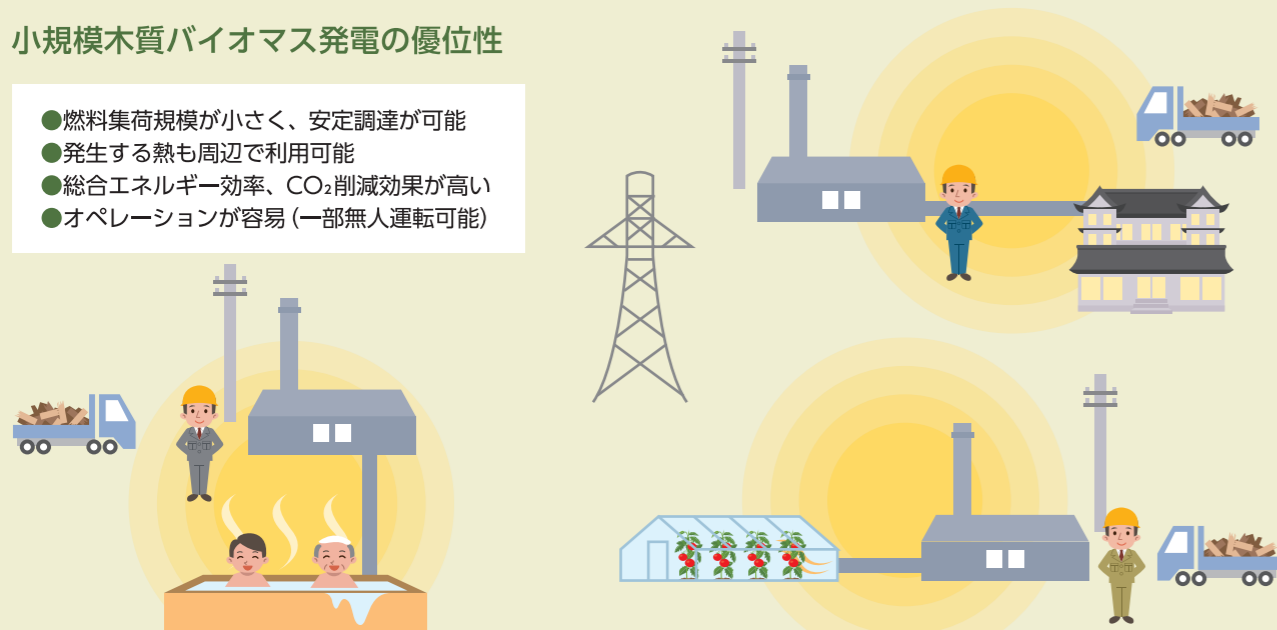 小規模木質バイオマス発電の優位性
●燃料集荷規模が小さく、安定調達が可能
●発生する熱も周辺で利用可能
●総合エネルギー効率、CO₂削減効果が高い
●オペレーションが容易（一部無人運転可能）